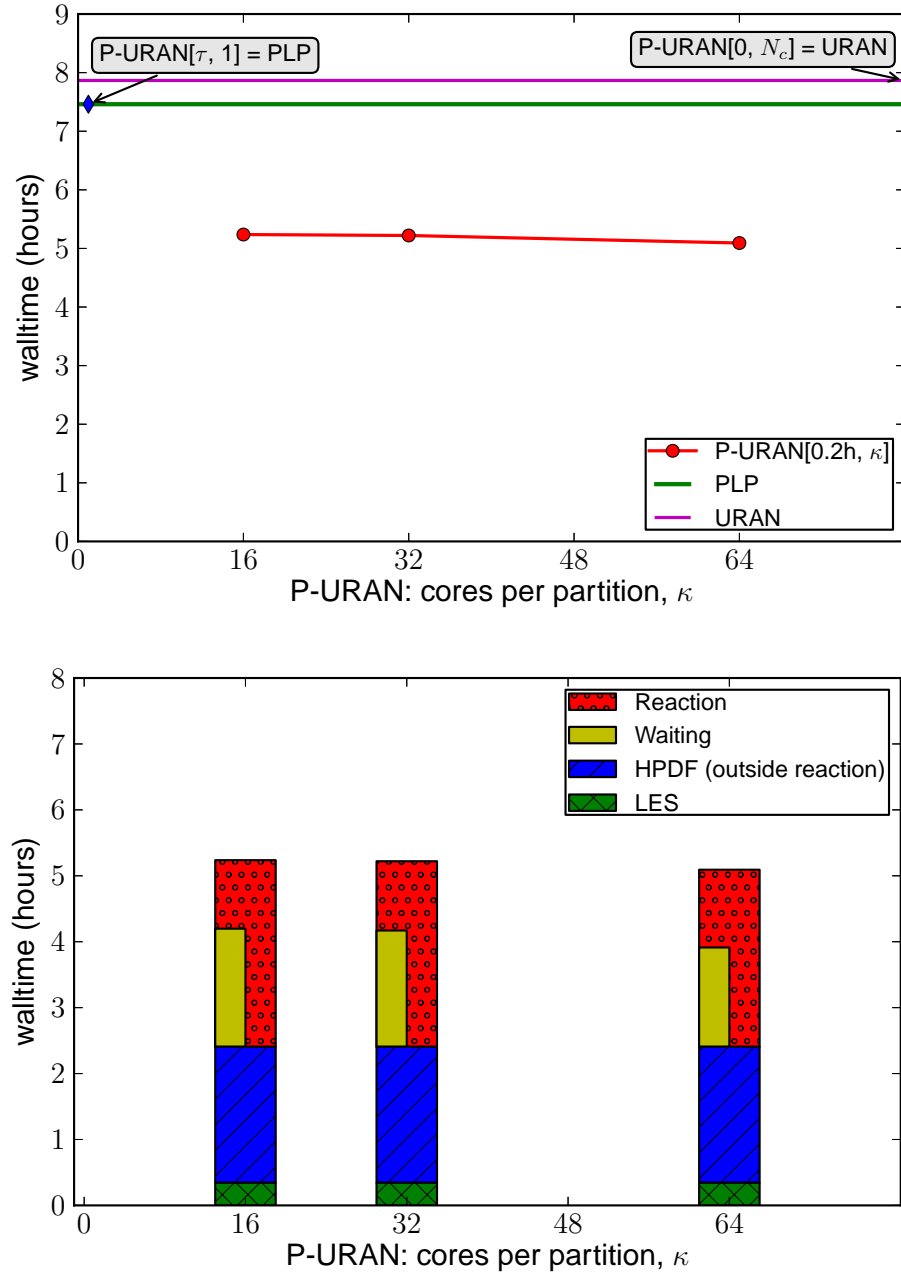 9
8
7
6
5
4
3
2
1
0
walltime (hours)
P-URAN[τ, 1] = PLP
P-URAN[0, N_c] = URAN
P-URAN[0.2h, κ]
PLP
URAN
0 16 32 48 64
P-URAN: cores per partition, κ
8
7
6
5
4
3
2
1
0
walltime (hours)
Reaction
Waiting
HPDF (outside reaction)
LES
0 16 32 48 64
P-URAN: cores per partition, κ